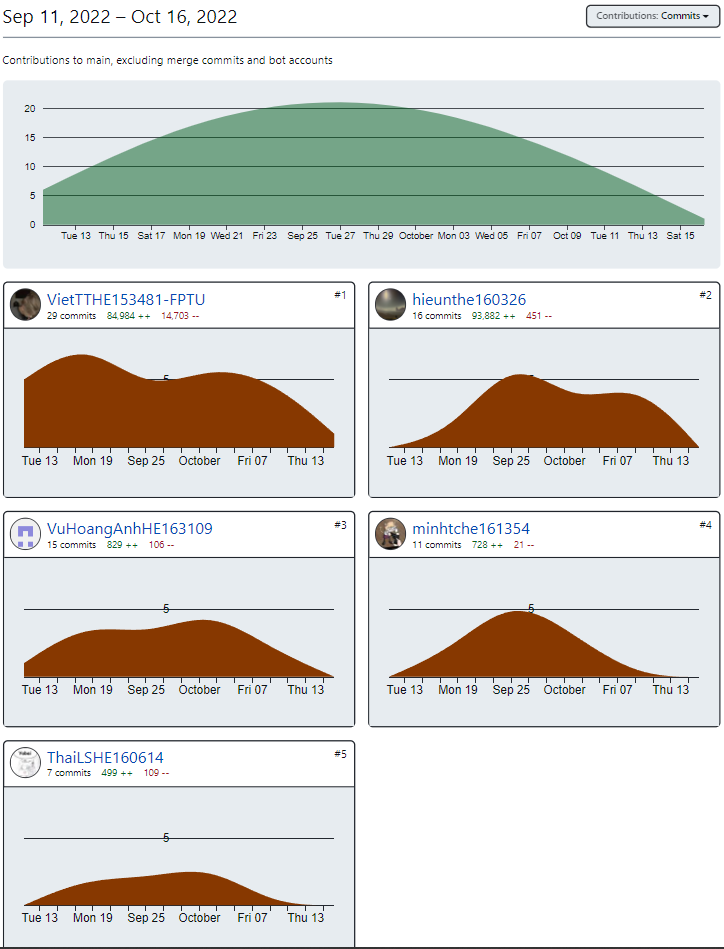 Sep 11, 2022 – Oct 16, 2022
Contributions: Commits
Contributions to main, excluding merge commits and bot accounts
20
15
10
5
0
Tue 13 Thu 15 Sat 17 Mon 19 Wed 21 Fri 23 Sep 25 Tue 27 Thu 29 October Mon 03 Wed 05 Fri 07 Oct 09 Tue 11 Thu 13 Sat 15
VietTTHE153481-FPTU #1
29 commits 84,984 ++ 14,703 --
5
Tue 13 Mon 19 Sep 25 October Fri 07 Thu 13
hieunthe160326 #2
16 commits 93,882 ++ 451 --
Tue 13 Mon 19 Sep 25 October Fri 07 Thu 13
VuHoangAnhHE163109 #3
15 commits 829 ++ 106 --
5
Tue 13 Mon 19 Sep 25 October Fri 07 Thu 13
minhtche161354 #4
11 commits 728 ++ 21 --
5
Tue 13 Mon 19 Sep 25 October Fri 07 Thu 13
ThaiLSHE160614 #5
7 commits 499 ++ 109 --
5
Tue 13 Mon 19 Sep 25 October Fri 07 Thu 13